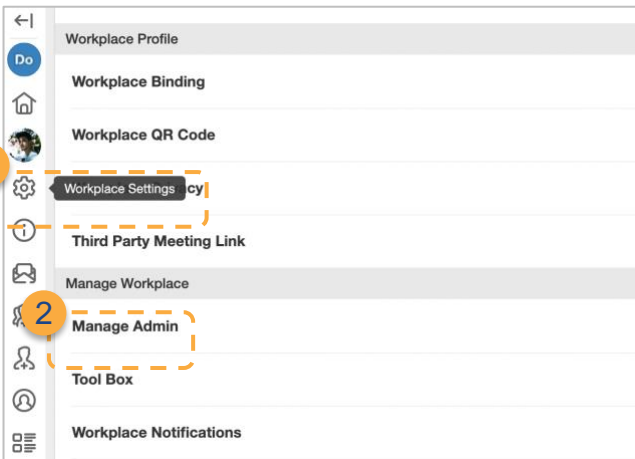 Workplace Profile
Do
Workplace Binding
Workplace QR Code
Workplace Settings cy
Third Party Meeting Link
Manage Workplace
2
Manage Admin
Tool Box
Workplace Notifications